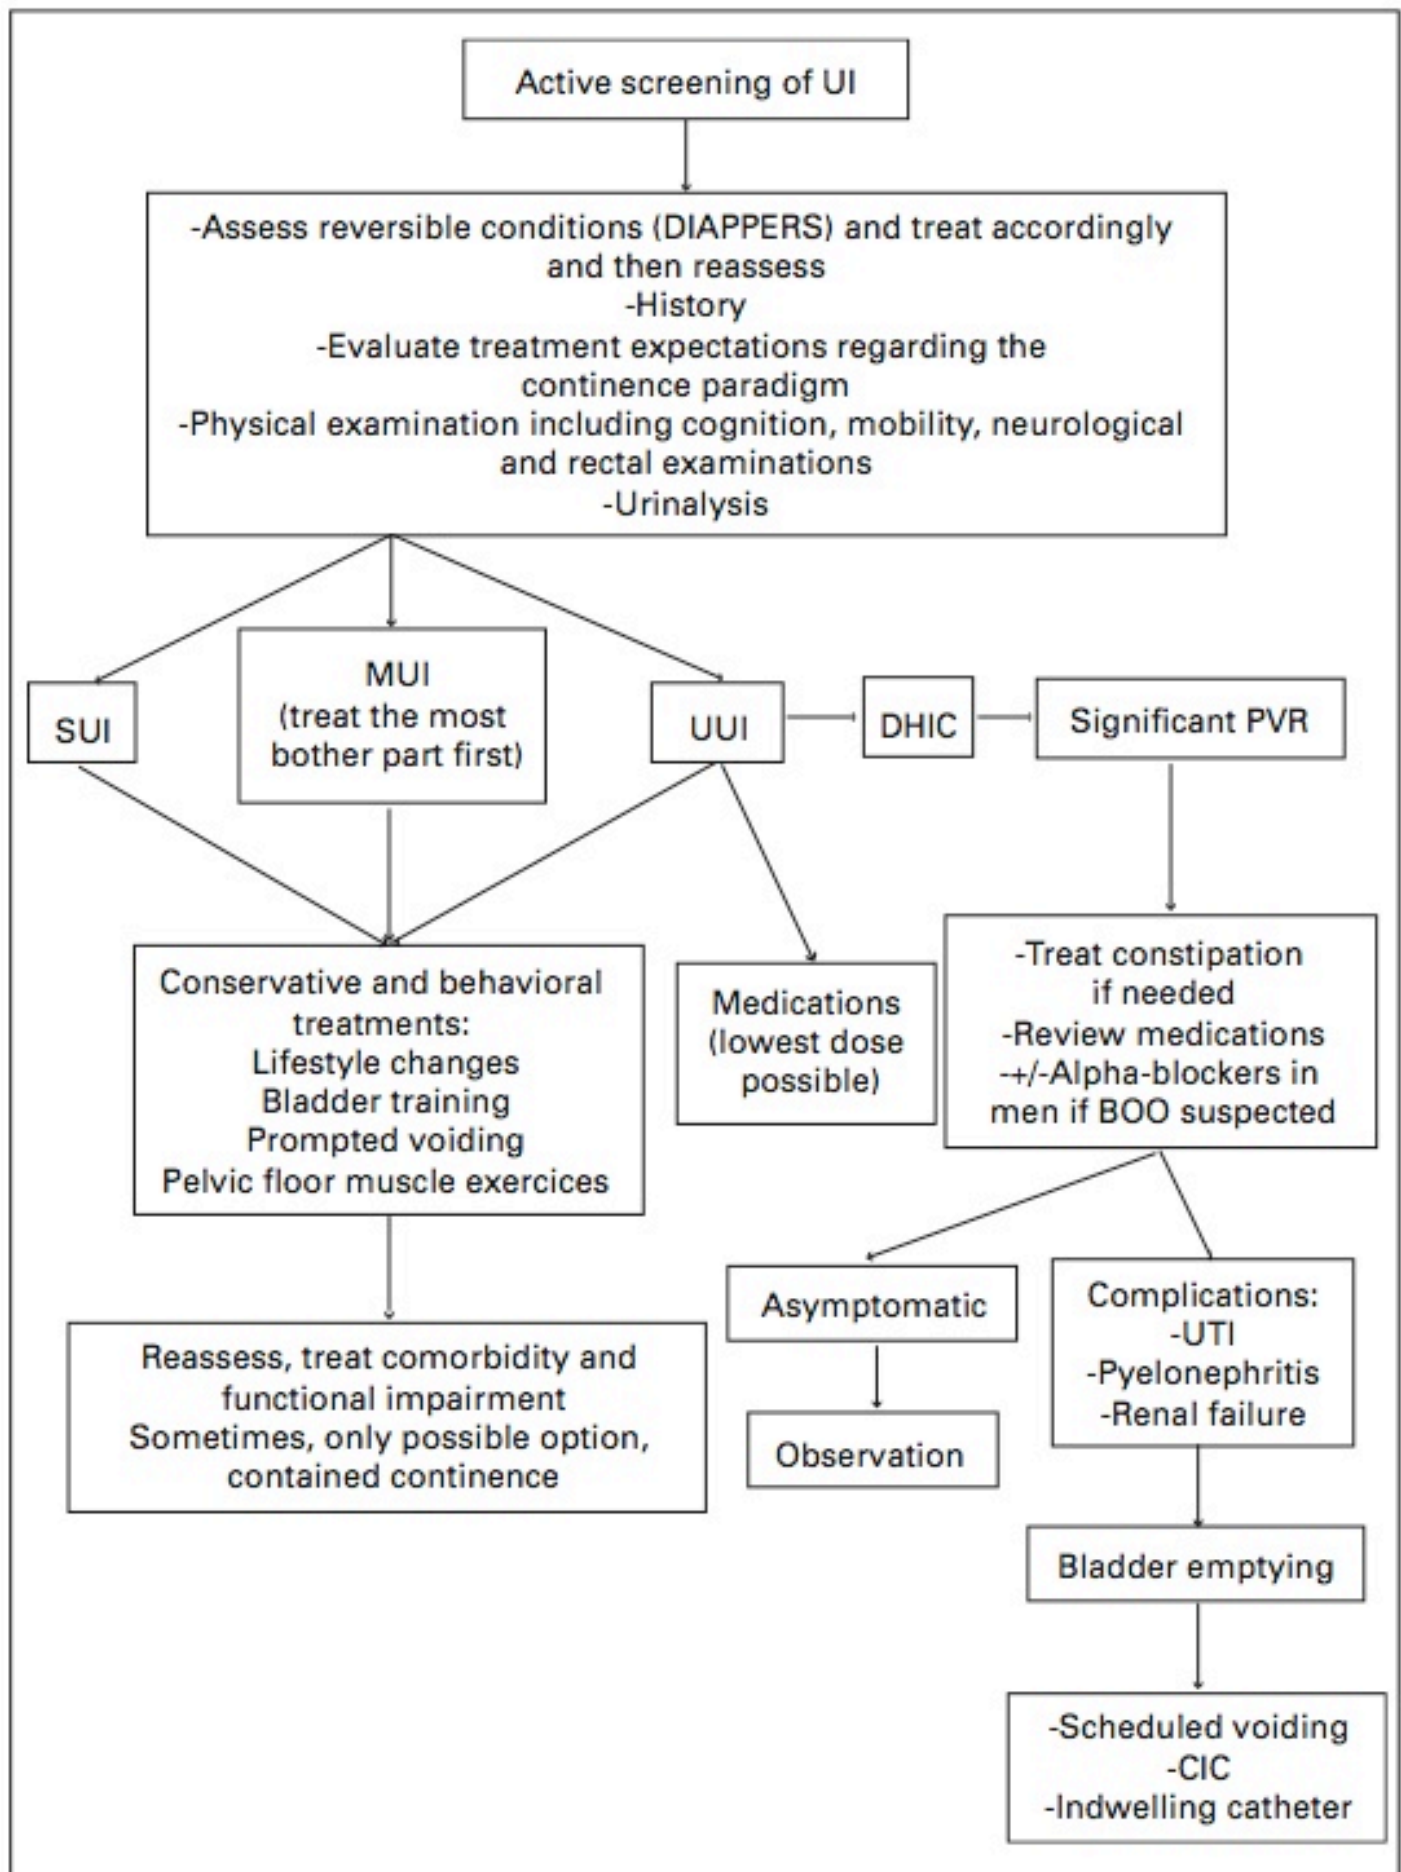 Active screening of UI
-Assess reversible conditions (DIAPPERS) and treat accordingly
and then reassess
-History
-Evaluate treatment expectations regarding the
continence paradigm
-Physical examination including cognition, mobility, neurological
and rectal examinations
-Urinalysis
SUI
MUI
(treat the most
bother part first)
UUI
DHIC
Significant PVR
Conservative and behavioral
treatments:
Lifestyle changes
Bladder training
Prompted voiding
Pelvic floor muscle exercices
Medications
(lowest dose
possible)
-Treat constipation
if needed
-Review medications
-+/-Alpha-blockers in
men if BOO suspected
Reassess, treat comorbidity and
functional impairment
Sometimes, only possible option,
contained continence
Asymptomatic
Observation
Complications:
-UTI
-Pyelonephritis
-Renal failure
Bladder emptying
-Scheduled voiding
-CIC
-Indwelling catheter